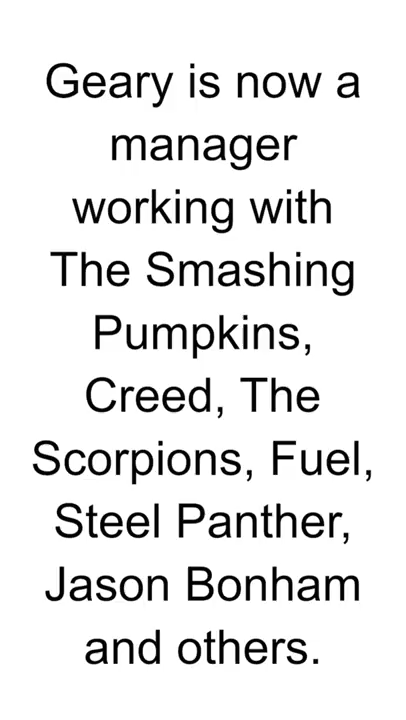 Geary is now a
manager
working with
The Smashing
Pumpkins,
Creed, The
Scorpions, Fuel,
Steel Panther,
Jason Bonham
and others.